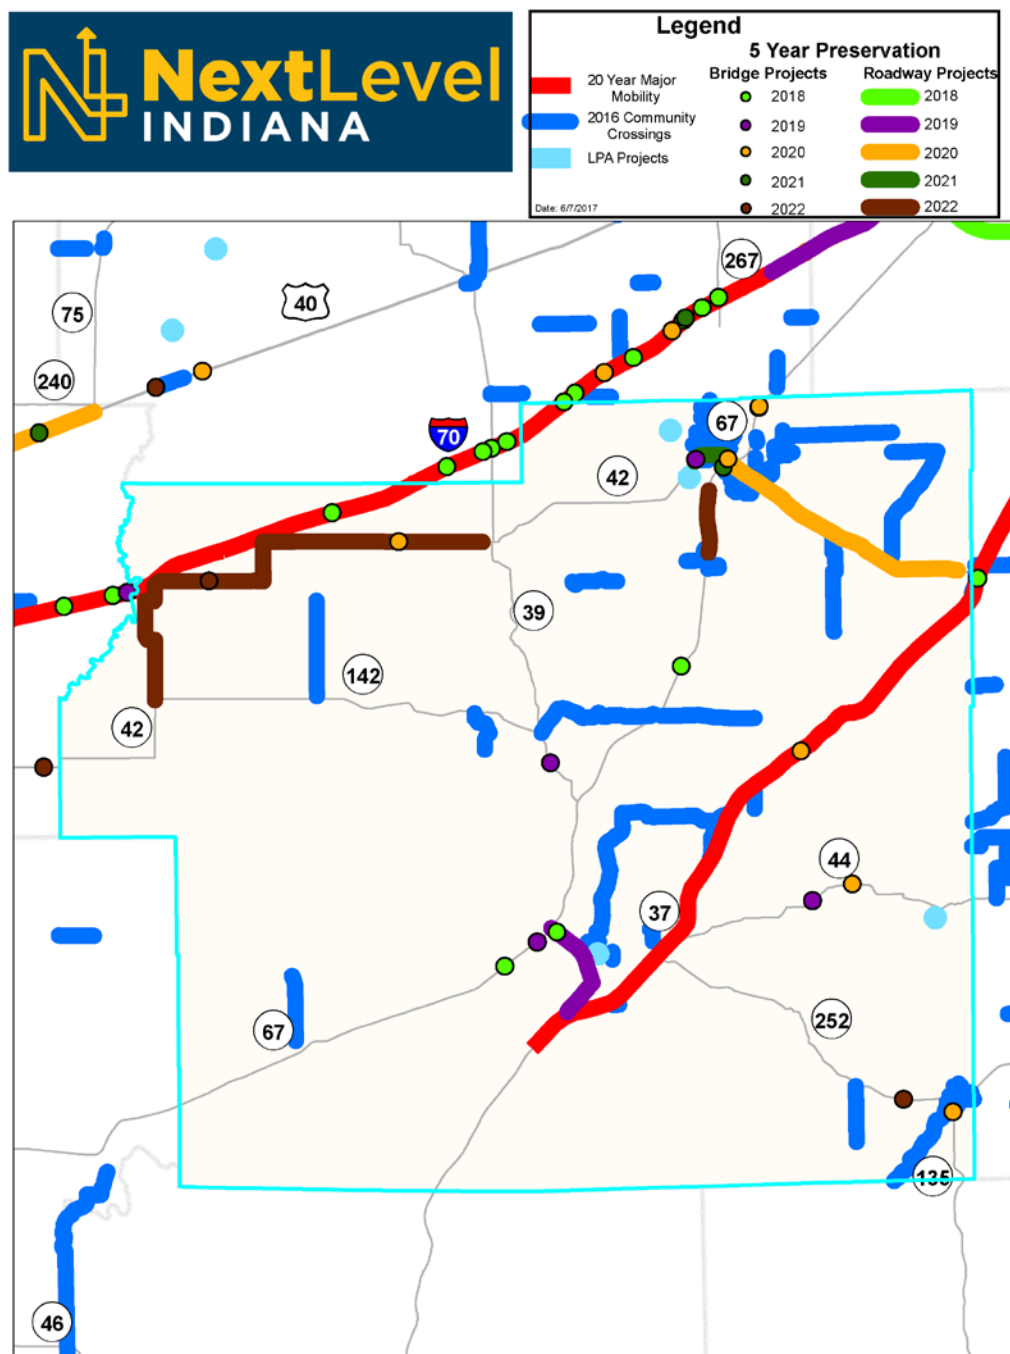 NextLevel
INDIANA
Legend
5 Year Preservation
20 Year Major
Mobility
2016 Community
Crossings
LPA Projects
Date: 6/7/2017
Bridge Projects
2018
2019
2020
2021
2022
Roadway Projects
2018
2019
2020
2021
2022
267
40
75
240
67
70
42
39
142
42
44
37
252
67
135
46